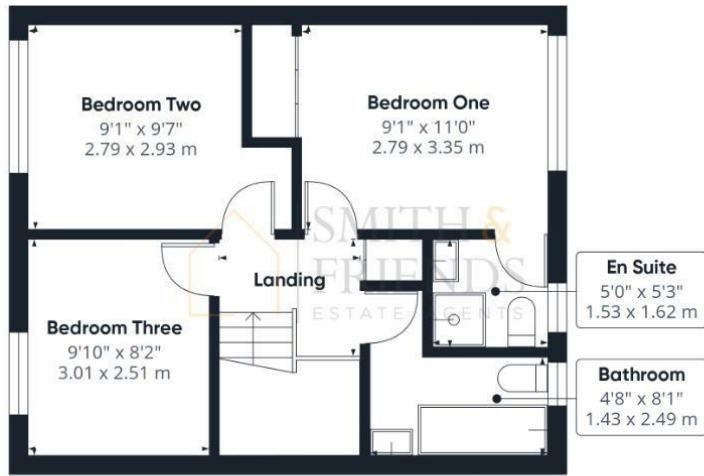 Bedroom Two
9'1" x 9'7"
2.79 x 2.93 m
Bedroom One
9'1" x 11'0"
2.79 x 3.35 m
SMITH &
FRIENDS
ESTATE AGENTS
Landing
En Suite
5'0" x 5'3"
1.53 x 1.62 m
Bedroom Three
9'10" x 8'2"
3.01 x 2.51 m
Bathroom
4'8" x 8'1"
1.43 x 2.49 m